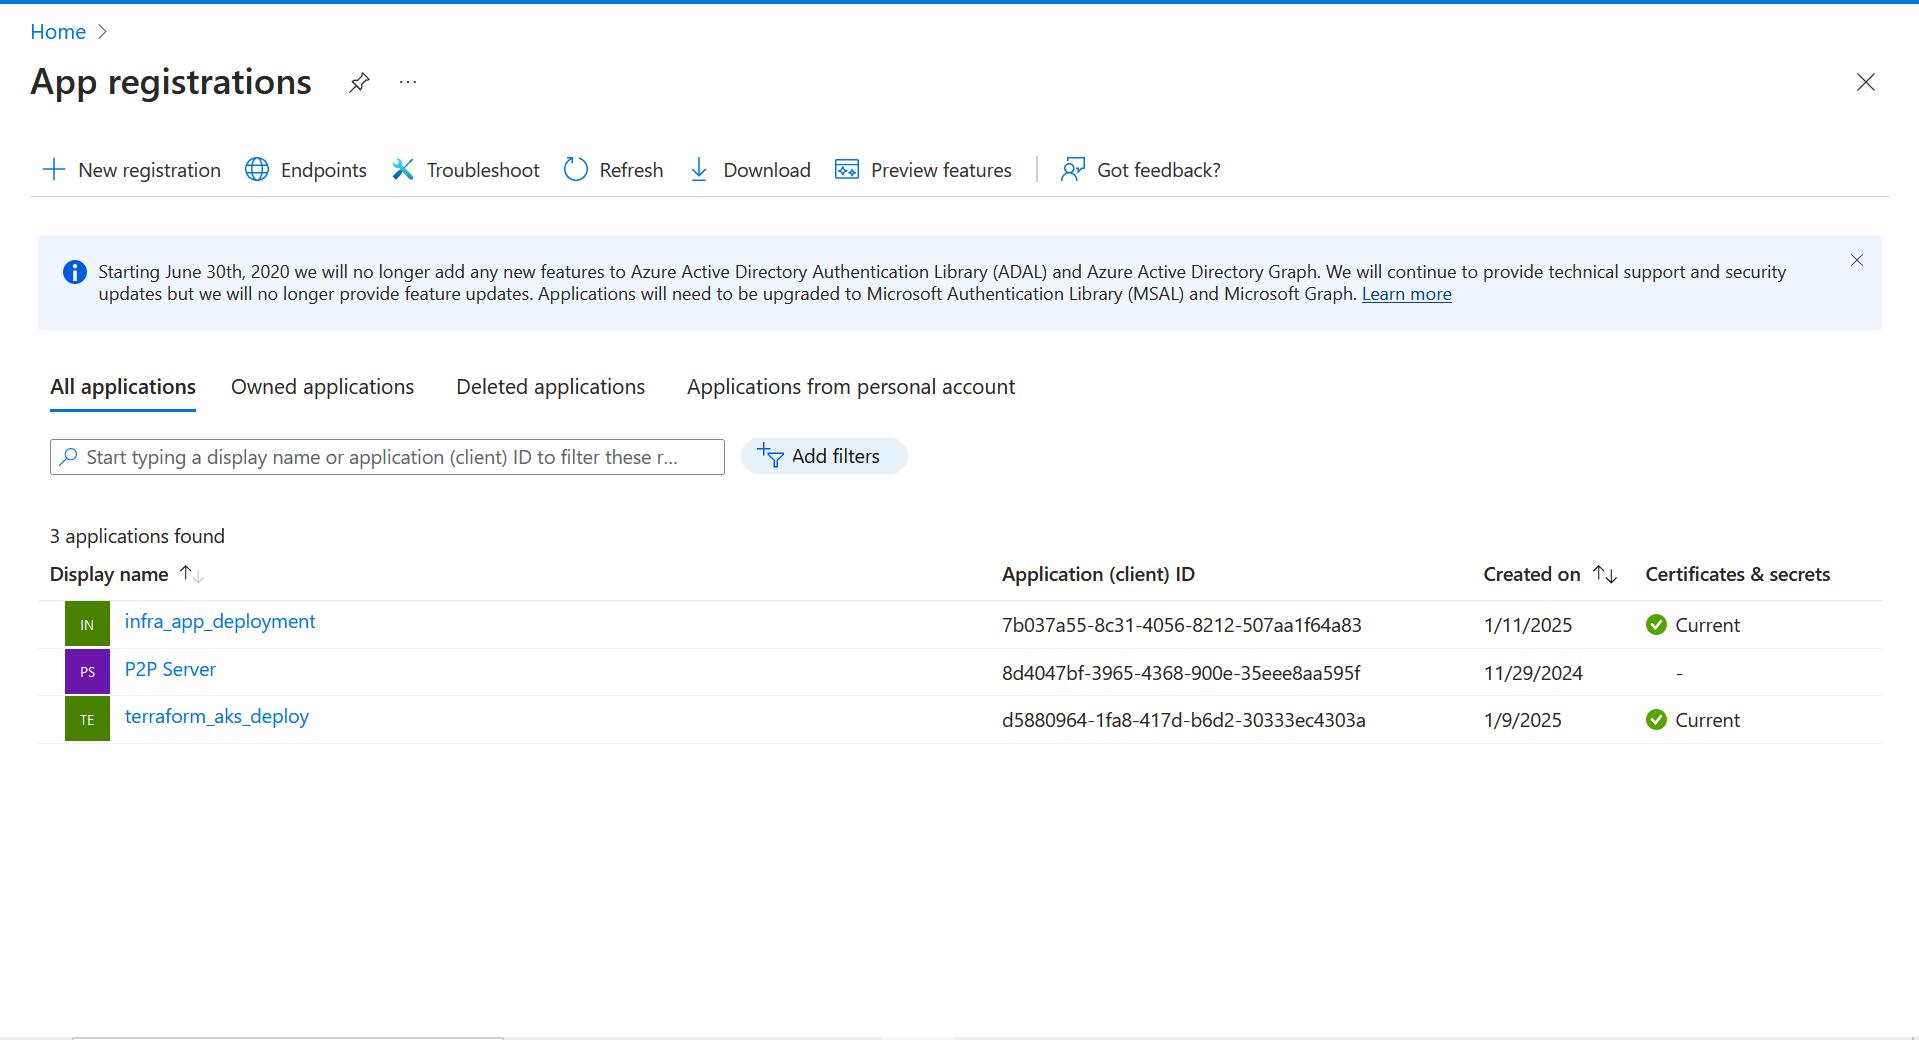 Home
App registrations
New registration Endpoints Troubleshoot Refresh Download Preview features Got feedback?
Starting June 30th, 2020 we will no longer add any new features to Azure Active Directory Authentication Library (ADAL) and Azure Active Directory Graph. We will continue to provide technical support and security
updates but we will no longer provide feature updates. Applications will need to be upgraded to Microsoft Authentication Library (MSAL) and Microsoft Graph. Learn more
All applications Owned applications Deleted applications Applications from personal account
Start typing a display name or application (client) ID to filter these r... Add filters
3 applications found
Display name Application (client) ID Created on Certificates & secrets
IN infra_app_deployment 7b037a55-8c31-4056-8212-507aa1f64a83 1/11/2025 Current
PS P2P Server 8d4047bf-3965-4368-900e-35eee8aa595f 11/29/2024 -
TE terraform_aks_deploy d5880964-1fa8-417d-b6d2-30333ec4303a 1/9/2025 Current